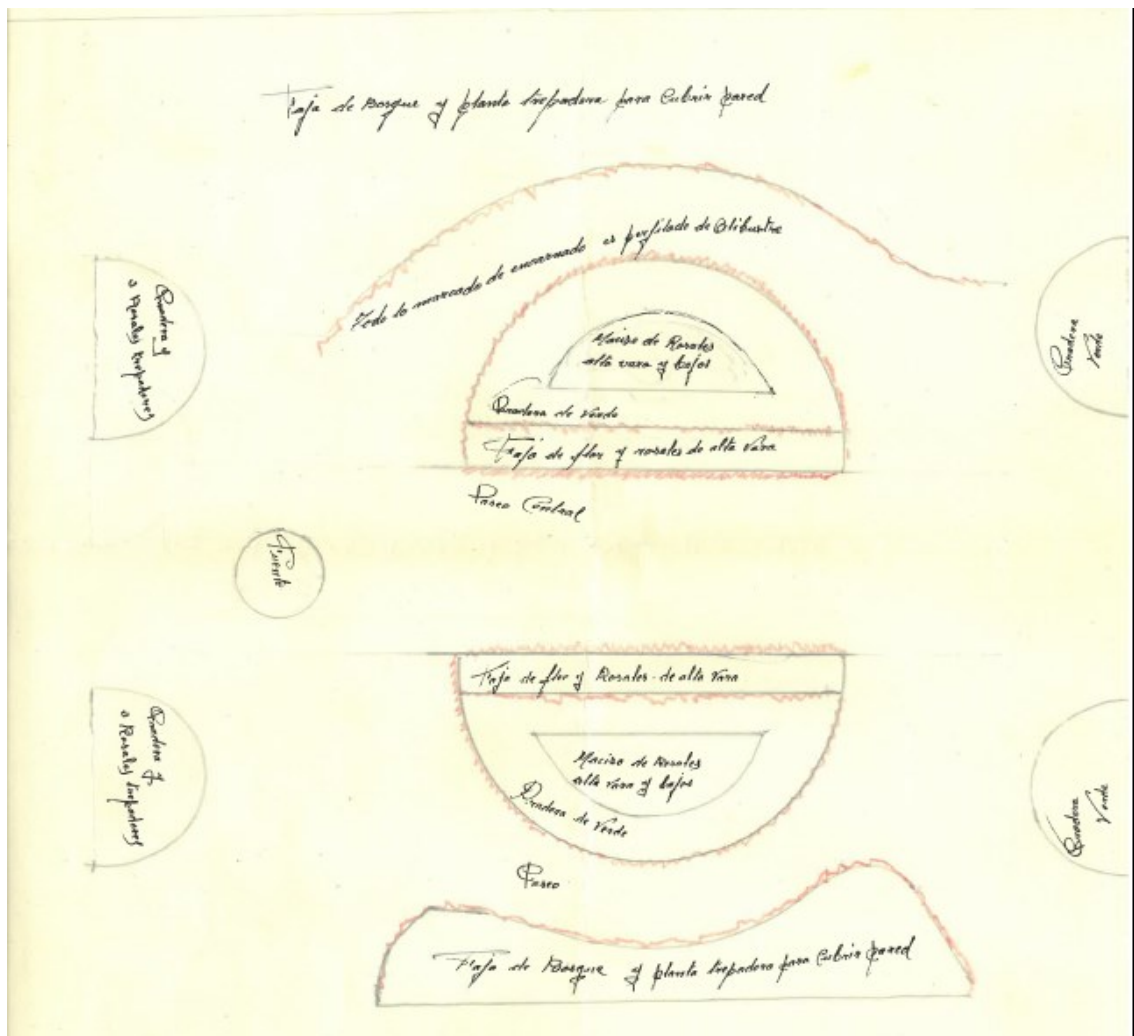 Faja de Bosque y planta trepadora para Cubrir pared
Todo lo marcado de encarnado es perfilado de Olibustre
Pradera y
o Rosales trepadores
Pradera
Verde
Macizo de Rosales
alta vara y bajos
Pradera de Verde
Faja de flor y rosales de alta vara
Paseo Central
Fuente
Faja de flor y Rosales de alta vara
Macizo de Rosales
alta vara y bajos
Pradera de Verde
Pradera y
o Rosales trepadores
Pradera
Verde
Paseo
Faja de Bosque y planta trepadora para Cubrir pared